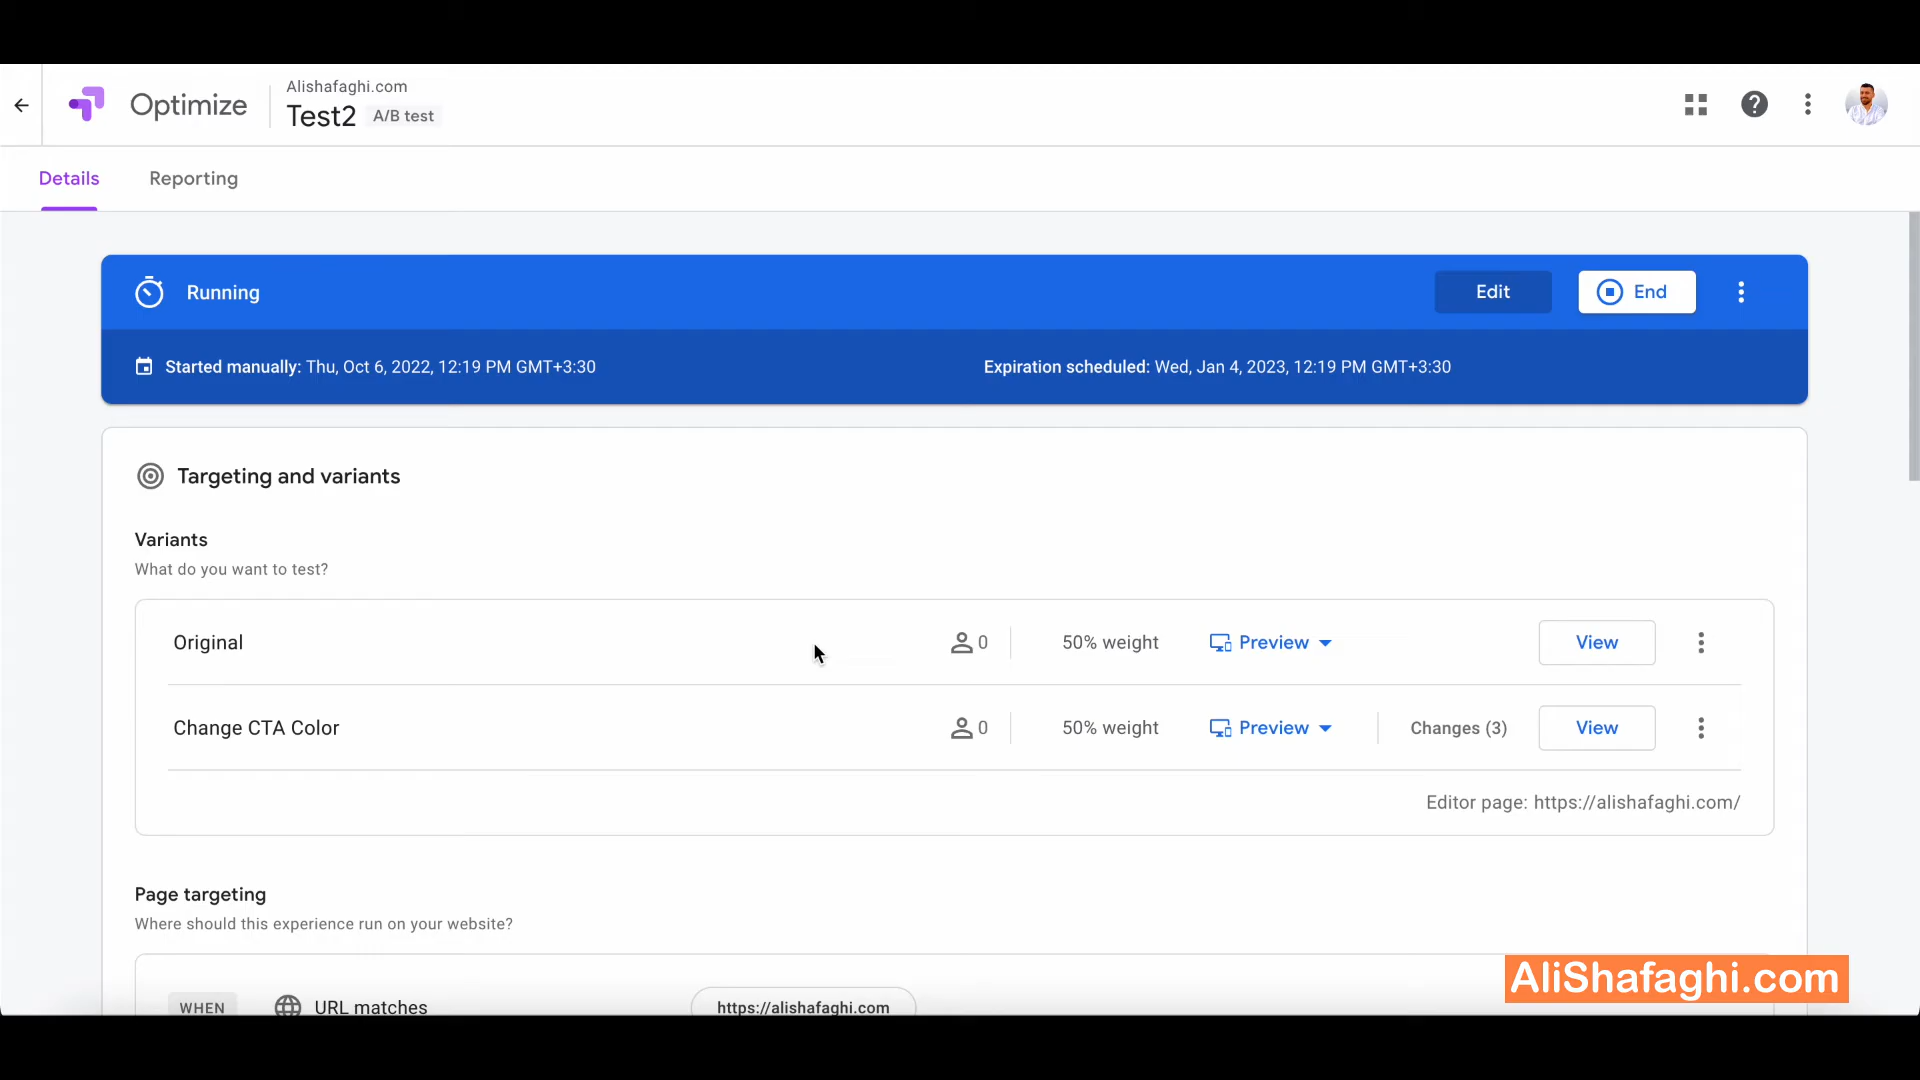 Optimize
Alishafaghi.com
Test2 A/B test
Details Reporting
Running Edit End
Started manually: Thu, Oct 6, 2022, 12:19 PM GMT+3:30 Expiration scheduled: Wed, Jan 4, 2023, 12:19 PM GMT+3:30
Targeting and variants
Variants
What do you want to test?
Original 0 50% weight Preview View
Change CTA Color 0 50% weight Preview Changes (3) View
Editor page: https://alishafaghi.com/
Page targeting
Where should this experience run on your website?
WHEN URL matches https://alishafaghi.com
AliShafaghi.com